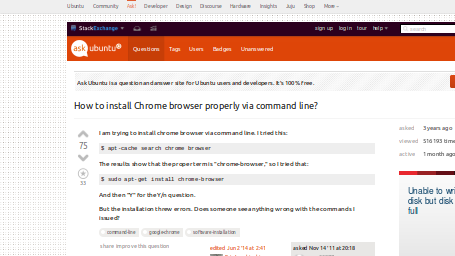 Ubuntu Community Ask! Developer Design Discourse Hardware Insights Juju Shop More
StackExchange sign up log in tour help
ask ubuntu Questions Tags Users Badges Unanswered
Ask Ubuntu is a question and answer site for Ubuntu users and developers. It's 100% free.
How to install Chrome browser properly via command line?
I am trying to install chrome browser via command line. I tried this:
75
$ apt-cache search chrome browser
The results show that the proper term is "chrome-browser," so I tried that:
33
$ sudo apt-get install chrome-browser
And then "Y" for the Y/n question.
But the installation threw errors. Does someone see anything wrong with the commands I
issued?
command-line google-chrome software-installation
share improve this question
edited Jun 2 '14 at 2:41
asked Nov 14 '11 at 20:18
asked 3 years ago
viewed 516193 time
active 1 month ago
Unable to wri
disk but disk
full